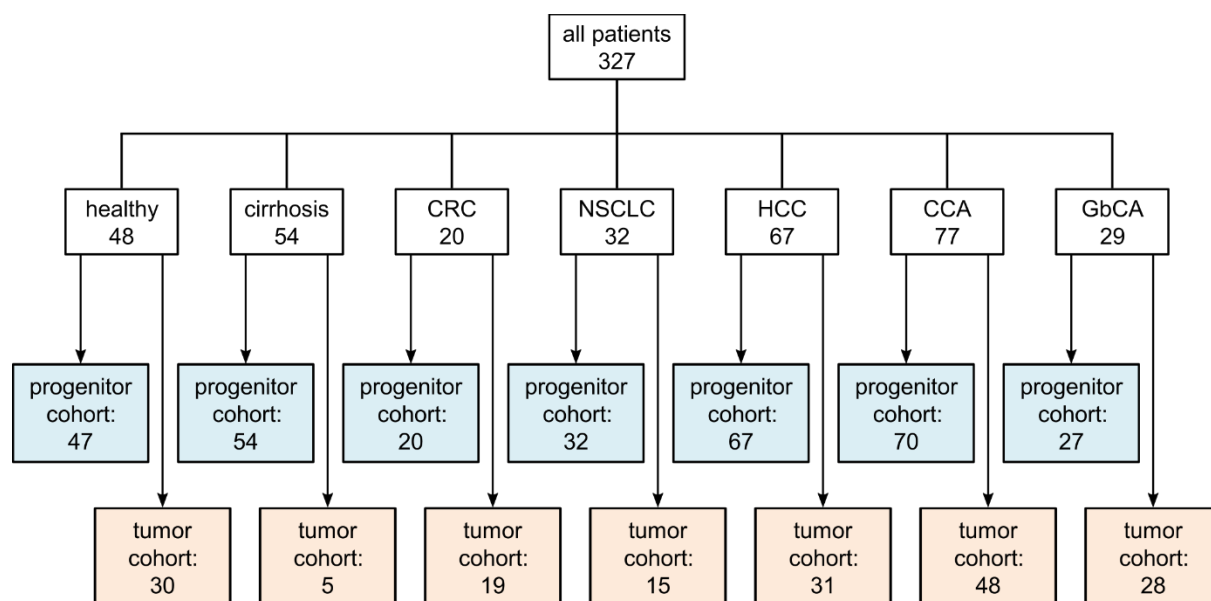 all patients
327
healthy
48
cirrhosis
54
CRC
20
NSCLC
32
HCC
67
CCA
77
GbCA
29
progenitor
cohort:
47
progenitor
cohort:
54
progenitor
cohort:
20
progenitor
cohort:
32
progenitor
cohort:
67
progenitor
cohort:
70
progenitor
cohort:
27
tumor
cohort:
30
tumor
cohort:
5
tumor
cohort:
19
tumor
cohort:
15
tumor
cohort:
31
tumor
cohort:
48
tumor
cohort:
28